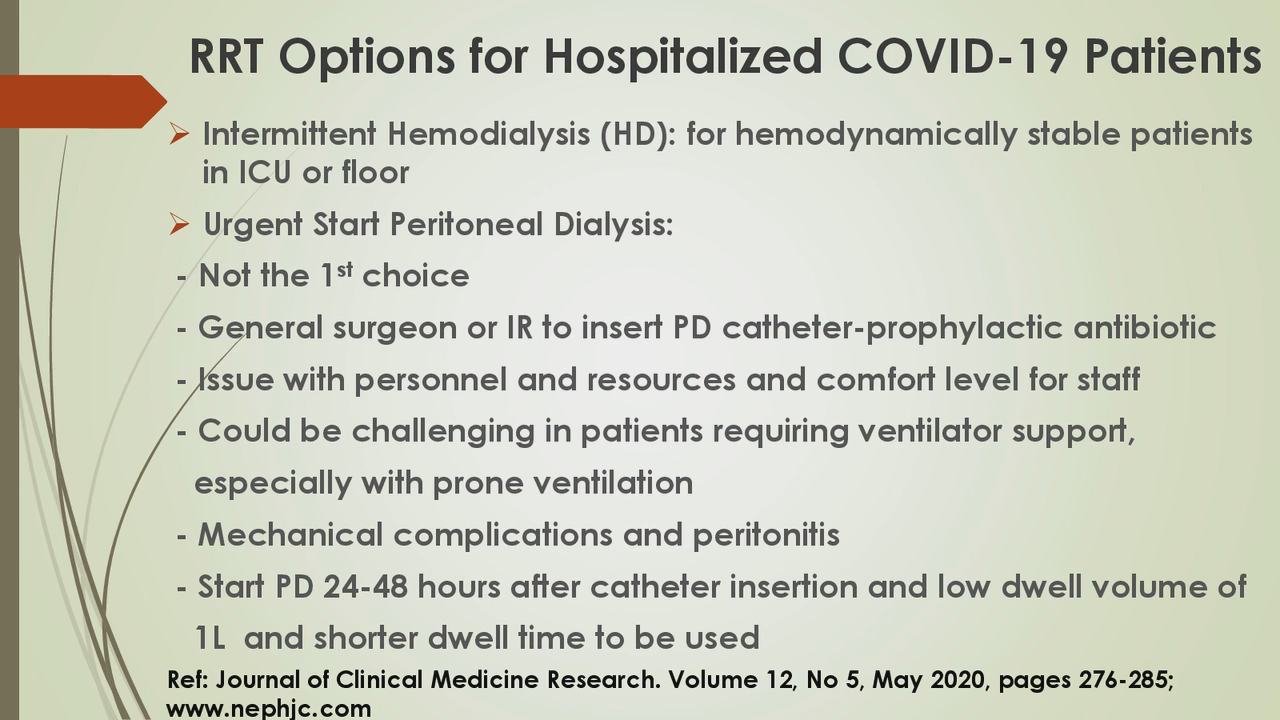 RRT Options for Hospitalized COVID-19 Patients
Intermittent Hemodialysis (HD): for hemodynamically stable patients
in ICU or floor
Urgent Start Peritoneal Dialysis:
- Not the 1st choice
- General surgeon or IR to insert PD catheter-prophylactic antibiotic
- Issue with personnel and resources and comfort level for staff
- Could be challenging in patients requiring ventilator support,
especially with prone ventilation
- Mechanical complications and peritonitis
- Start PD 24-48 hours after catheter insertion and low dwell volume of
1L and shorter dwell time to be used
Ref: Journal of Clinical Medicine Research. Volume 12, No 5, May 2020, pages 276-285;
www.nephjc.com